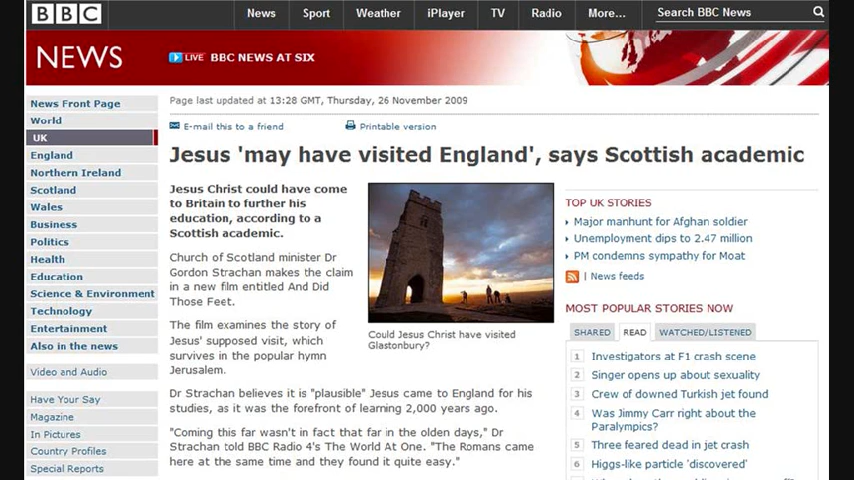 BBC
News Sport Weather iPlayer TV Radio More... Search BBC News
NEWS
LIVE BBC NEWS AT SIX
Page last updated at 13:28 GMT, Thursday, 26 November 2009
E-mail this to a friend Printable version
Jesus 'may have visited England', says Scottish academic
News Front Page
World
UK
England
Northern Ireland
Scotland
Wales
Business
Politics
Health
Education
Science & Environment
Technology
Entertainment
Also in the news
Video and Audio
Have Your Say
Magazine
In Pictures
Country Profiles
Special Reports
Jesus Christ could have come
to Britain to further his
education, according to a
Scottish academic.
Church of Scotland minister Dr
Gordon Strachan makes the claim
in a new film entitled And Did
Those Feet.
The film examines the story of
Jesus' supposed visit, which
survives in the popular hymn
Jerusalem.
Could Jesus Christ have visited
Glastonbury?
Dr Strachan believes it is "plausible" Jesus came to England for his
studies, as it was the forefront of learning 2,000 years ago.
"Coming this far wasn't in fact that far in the olden days," Dr
Strachan told BBC Radio 4's The World At One. "The Romans came
here at the same time and they found it quite easy."
TOP UK STORIES
Major manhunt for Afghan soldier
Unemployment dips to 2.47 million
PM condemns sympathy for Moat
News feeds
MOST POPULAR STORIES NOW
SHARED READ WATCHED/LISTENED
1 Investigators at F1 crash scene
2 Singer opens up about sexuality
3 Crew of downed Turkish jet found
4 Was Jimmy Carr right about the
Paralympics?
5 Three feared dead in jet crash
6 Higgs-like particle 'discovered'